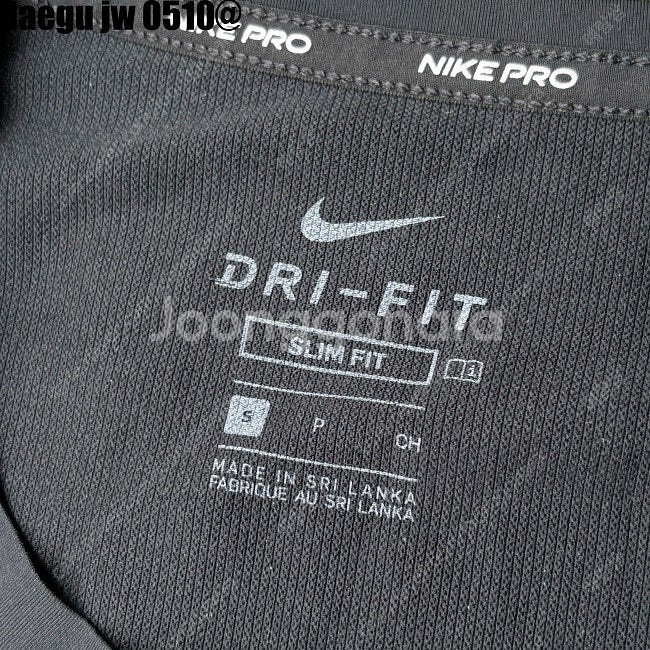 daegu jw 0510@
NIKE PRO
NIKE PRO
DRI-FIT
Joonggonara
SLIM FIT
S P CH
MADE IN SRI LANKA
FABRIQUE AU SRI LANKA